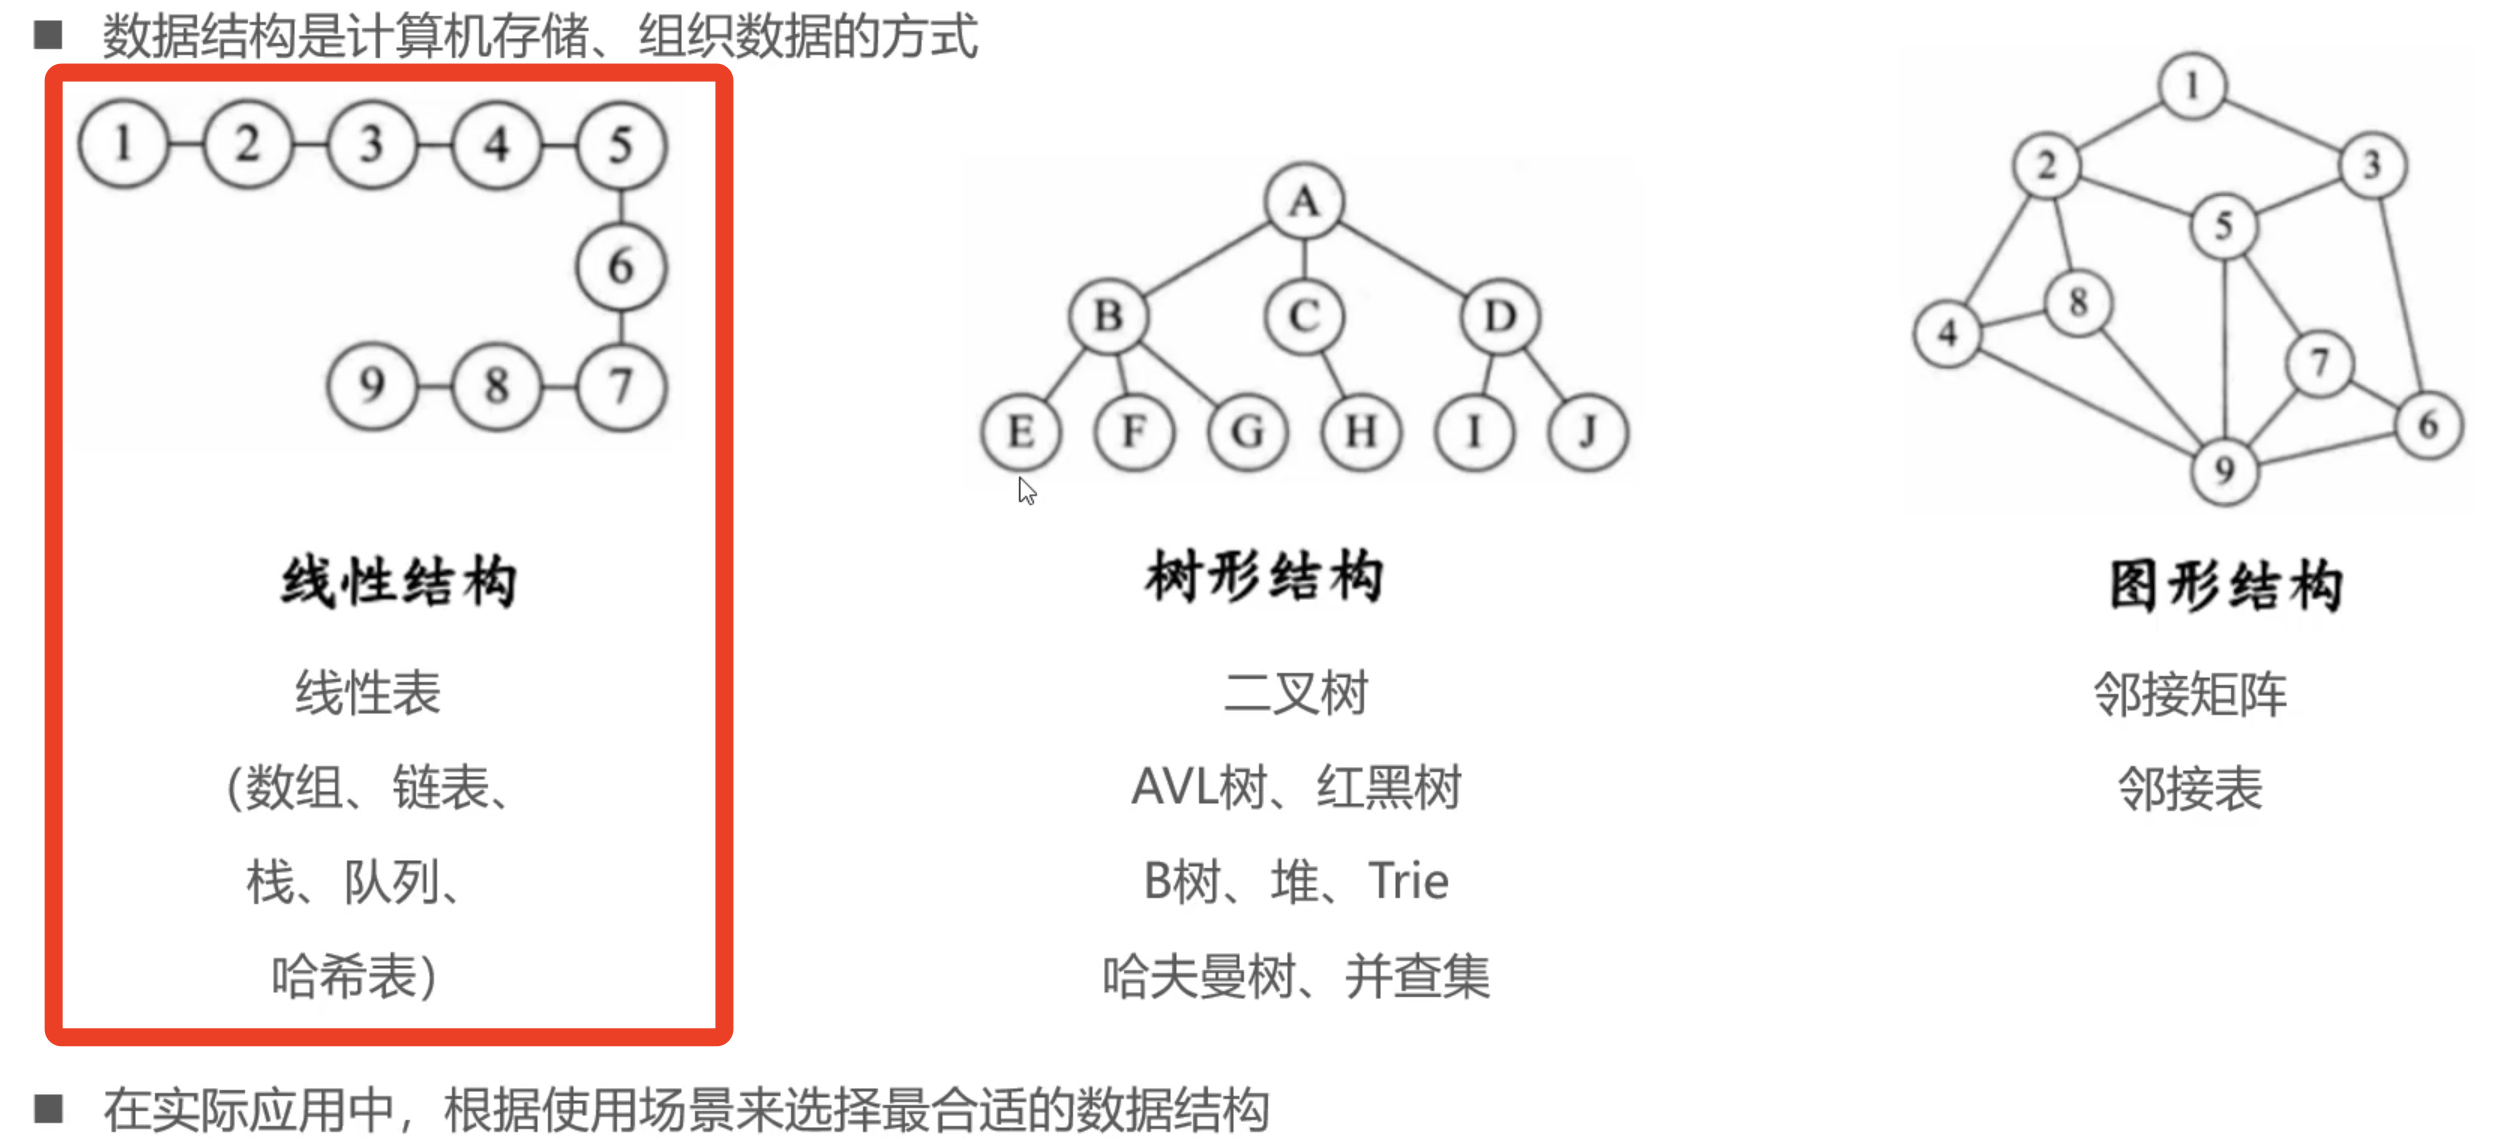 数据结构是计算机存储、组织数据的方式
1 2 3 4 5
6
9 8 7
线性结构
线性表
（数组、链表、
栈、队列、
哈希表）
A
B C D
E F G H I J
树形结构
二叉树
AVL树、红黑树
B树、堆、Trie
哈夫曼树、并查集
1
2 3
5
8
4
7
6
9
图形结构
邻接矩阵
邻接表
在实际应用中，根据使用场景来选择最合适的数据结构